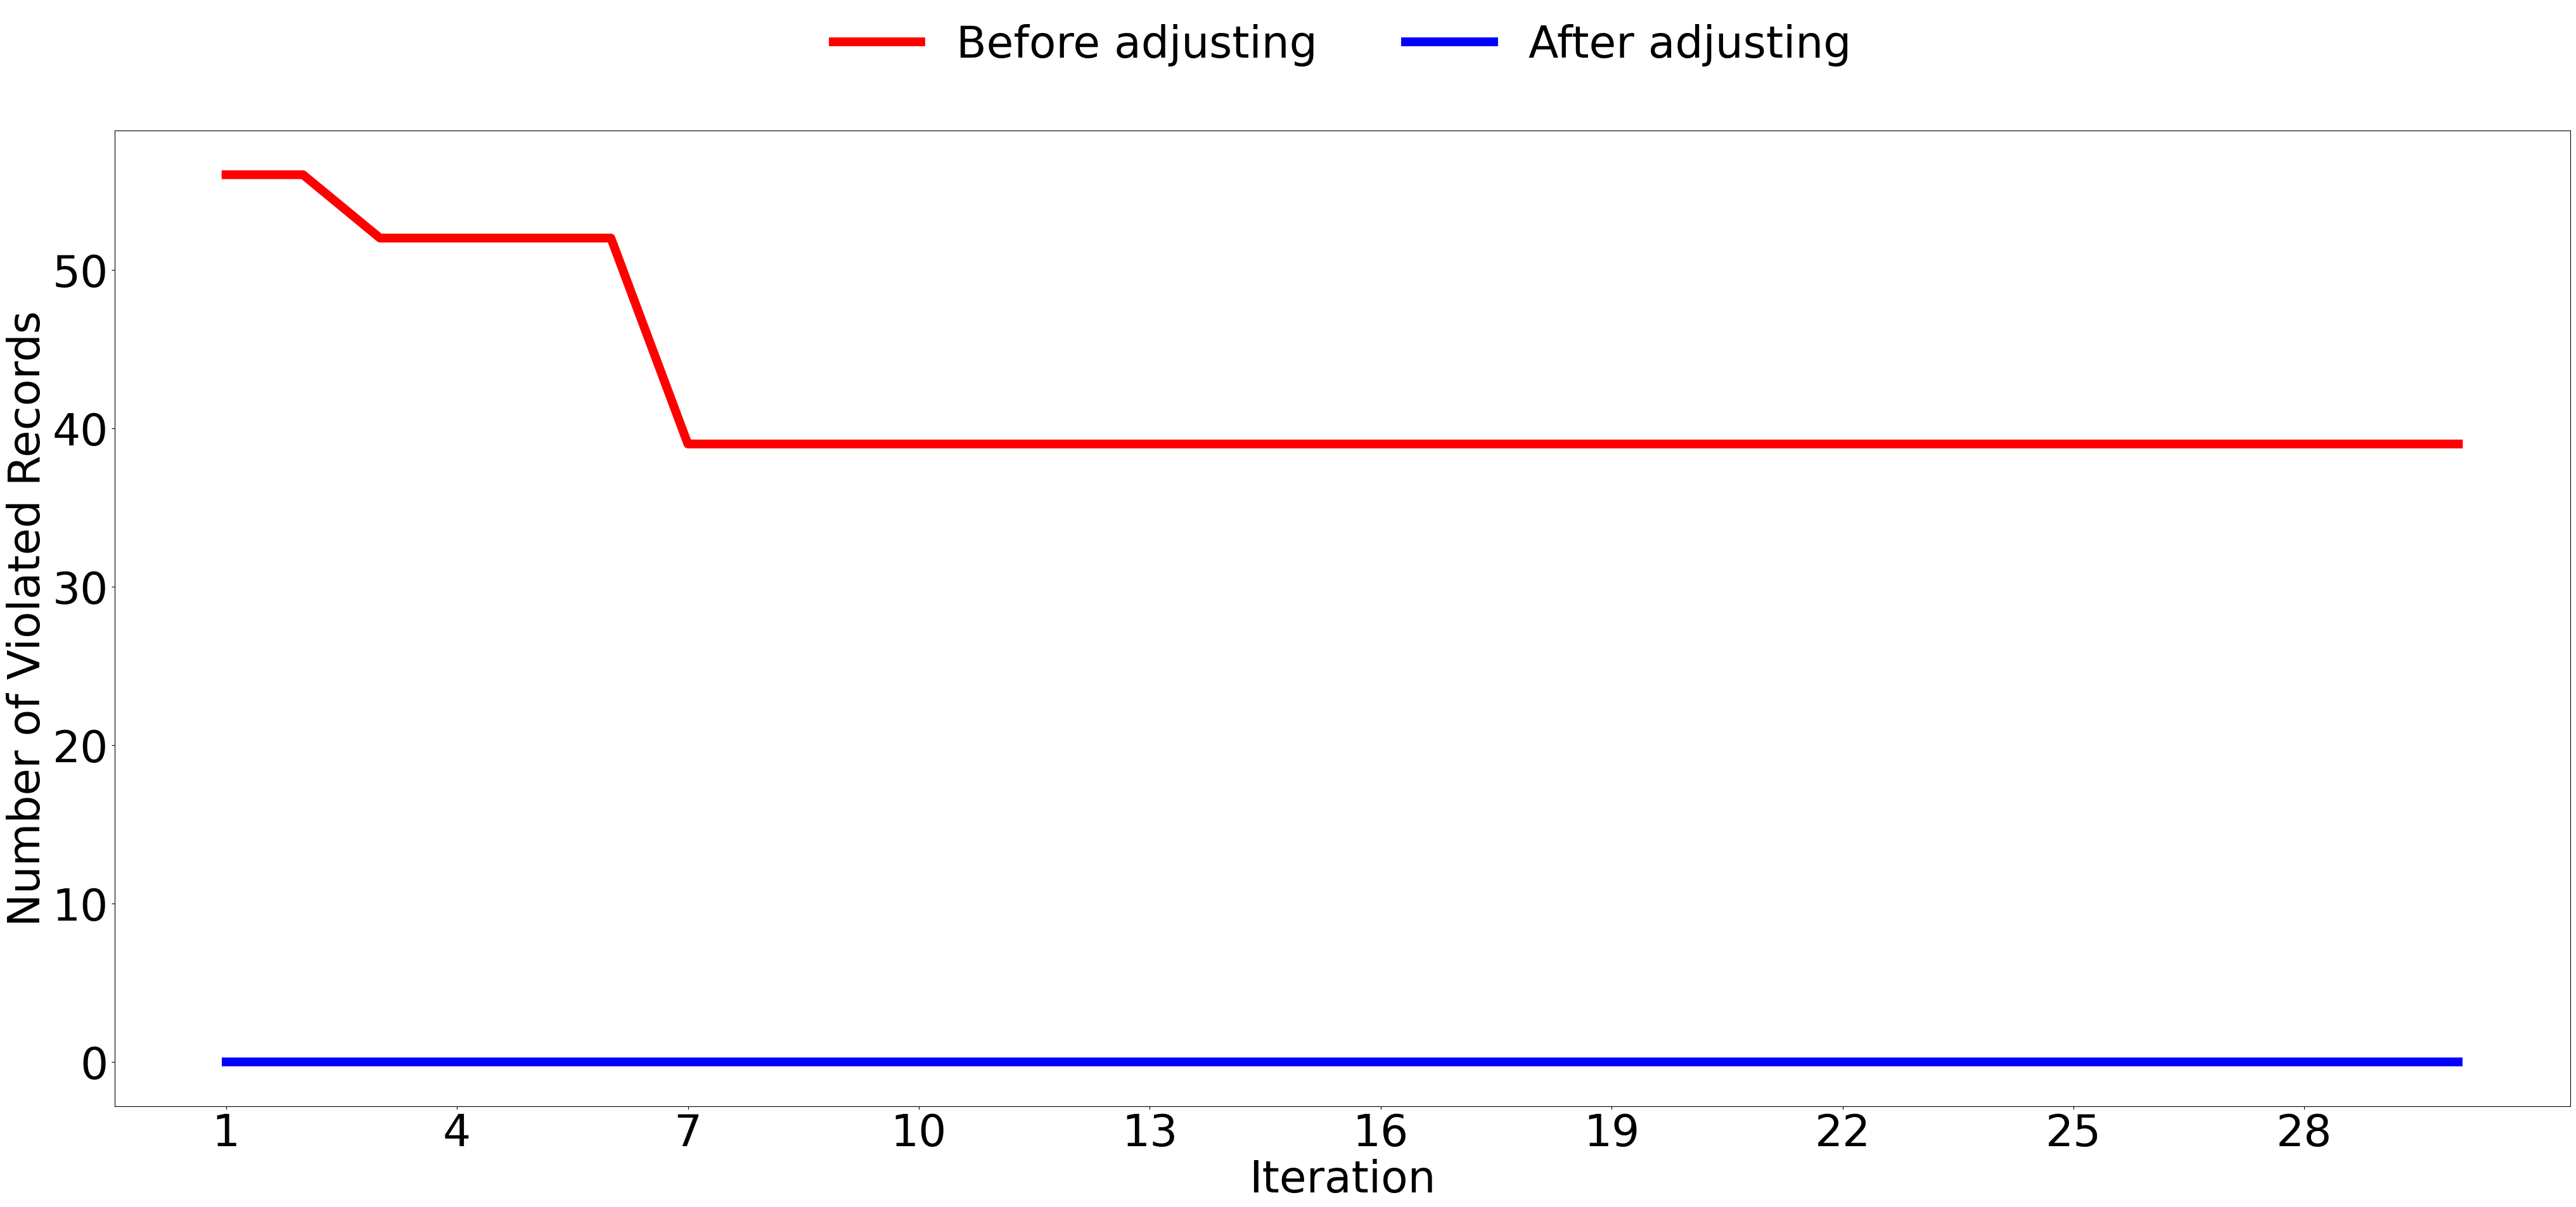 Before adjusting
After adjusting
Number of Violated Records
50
40
30
20
10
0
1 4 7 10 13 16 19 22 25 28
Iteration